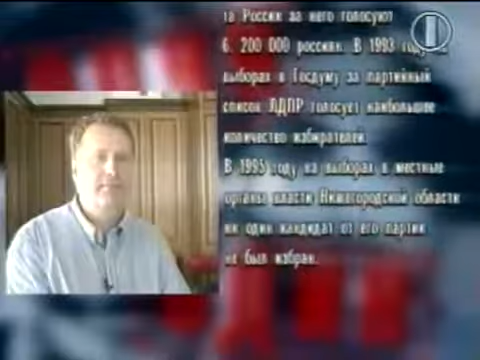 та России за него голосуют
6. 200 000 россиян. В 1993 году на
выборах в Госдуму за партийный
список ЛДПР голосует наибольшее
количество избирателей.
В 1995 году на выборах в местные
органы власти Нижегородской области
ни один кандидат от его партии
не был избран.